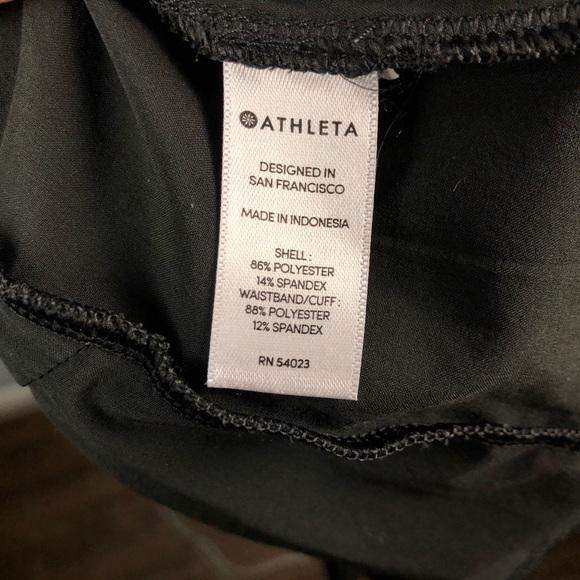 ATHLETA
DESIGNED IN
SAN FRANCISCO
MADE IN INDONESIA
SHELL :
86% POLYESTER
14% SPANDEX
WAISTBAND/CUFF :
88% POLYESTER
12% SPANDEX
RN 54023